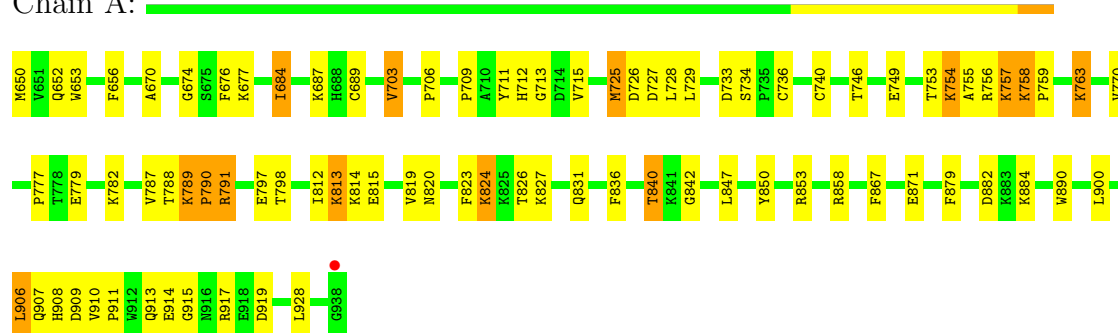 Chain A:
M650 V651 Q652 W653 F656 A670 G674 S675 F676 K677 I684 K687 H688 C689 V703 P706 P709 A710 Y711 H712 G713 D714 V715 M725 D726 D727 L728 L729 D733 S734 P735 C736 C740 T746 E749 T753 K754 A755 R756 K757 K758 P759 K763
P777 T778 E779 K782 V787 T788 K789 P790 R791 E797 T798 I812 K813 K814 E815 V819 N820 F823 K824 K825 T826 K827 Q831 F836 T840 K841 G842 L847 Y850 R853 R858 F867 E871 F879 D882 K883 K884 W890 L900
L906 Q907 H908 D909 V910 P911 W912 Q913 E914 G915 N916 R917 E918 D919 L928 G938